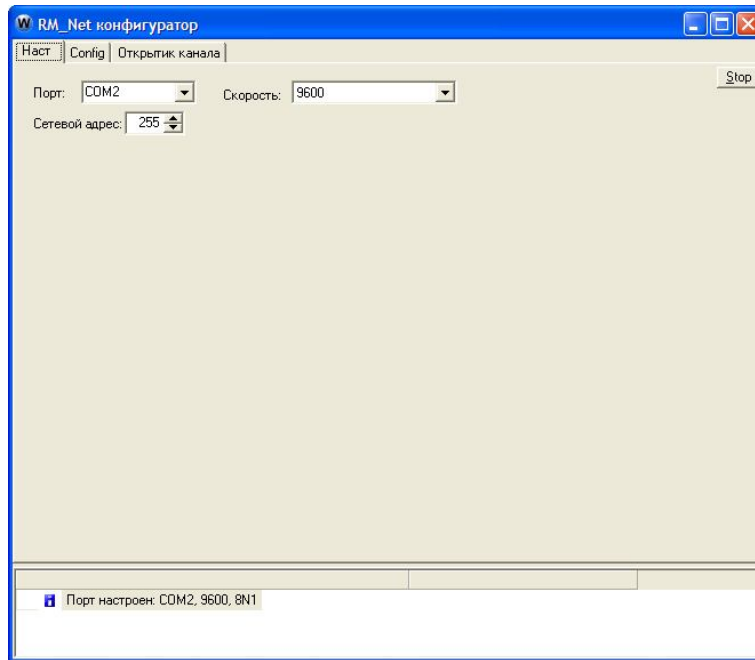 RM_Net конфигуратор
Наст Config Открытик канала
Stop
Порт: COM2 Скорость: 9600
Сетевой адрес: 255
Порт настроен: COM2, 9600, 8N1